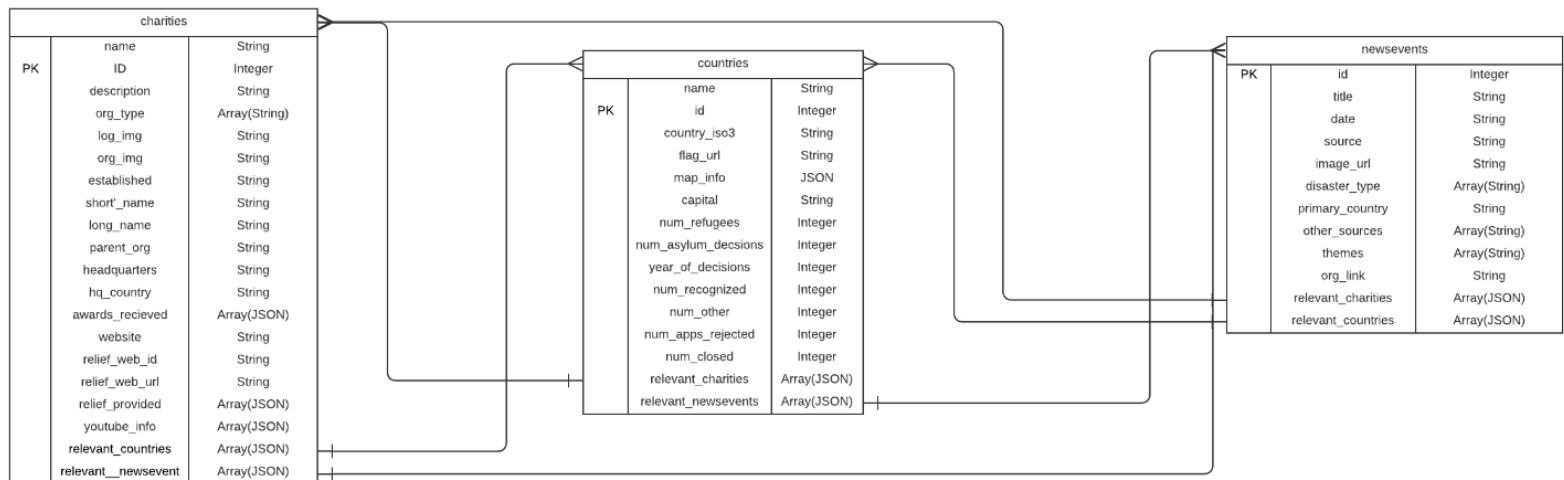 charities
name String
PK ID Integer
description String
org_type Array(String)
log_img String
org_img String
established String
short'_name String
long_name String
parent_org String
headquarters String
hq_country String
awards_recieved Array(JSON)
website String
relief_web_id String
relief_web_url String
relief_provided Array(JSON)
youtube_info Array(JSON)
relevant_countries Array(JSON)
relevant__newsevent Array(JSON)
countries
name String
PK id Integer
country_iso3 String
flag_url String
map_info JSON
capital String
num_refugees Integer
num_asylum_decsions Integer
year_of_decisions Integer
num_recognized Integer
num_other Integer
num_apps_rejected Integer
num_closed Integer
relevant_charities Array(JSON)
relevant_newsevents Array(JSON)
newsevents
PK id Integer
title String
date String
source String
image_url String
disaster_type Array(String)
primary_country String
other_sources Array(String)
themes Array(String)
org_link String
relevant_charities Array(JSON)
relevant_countries Array(JSON)